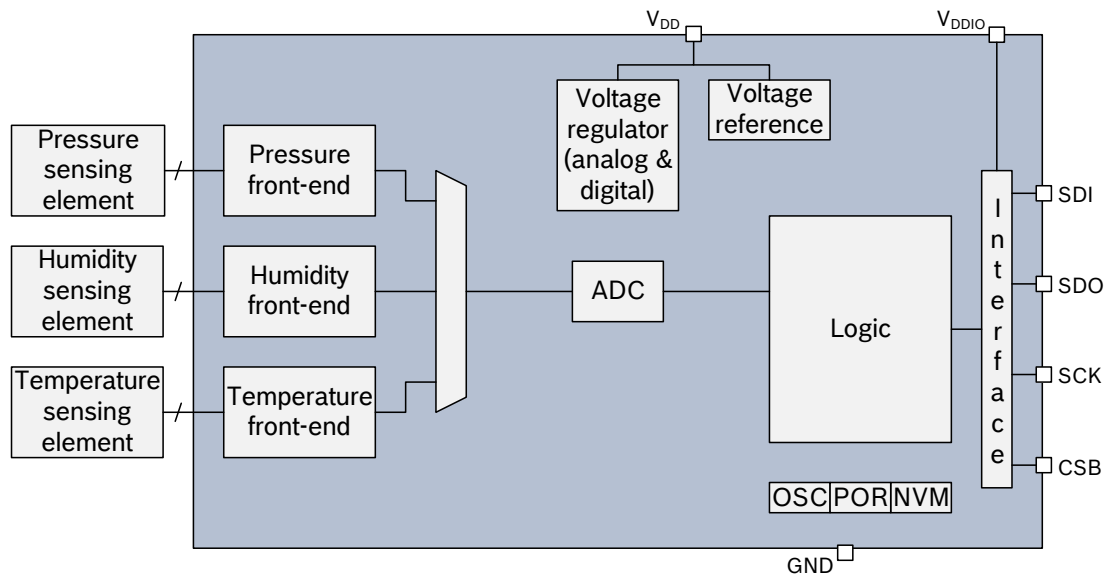 VDD
VDDIO
Voltage
regulator
(analog &
digital)
Voltage
reference
Pressure
sensing
element
Pressure
front-end
Humidity
sensing
element
Humidity
front-end
Temperature
sensing
element
Temperature
front-end
ADC
Logic
Interface
SDI
SDO
SCK
CSB
OSC POR NVM
GND